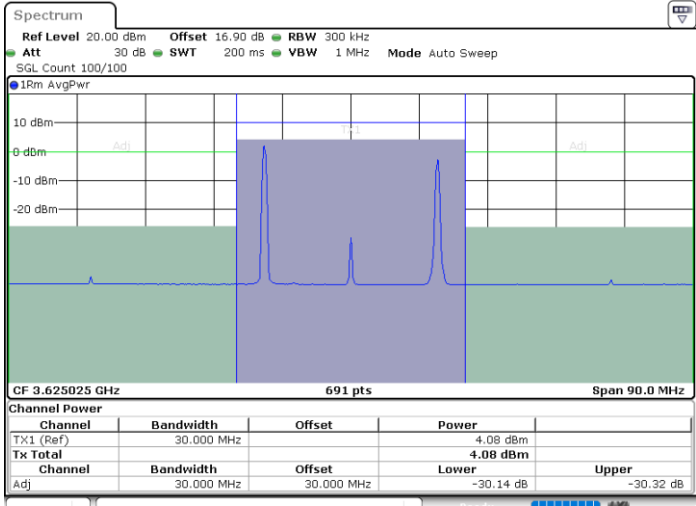 Spectrum
Ref Level 20.00 dBm Offset 16.90 dB RBW 300 kHz
Att 30 dB SWT 200 ms VBW 1 MHz Mode Auto Sweep
SGL Count 100/100
1Rm AvgPwr
10 dBm
TX1
Adj 0 dBm Adj
-10 dBm
-20 dBm
CF 3.625025 GHz 691 pts Span 90.0 MHz
Channel Power
Channel Bandwidth Offset Power
TX1 (Ref) 30.000 MHz 4.08 dBm
Tx Total 4.08 dBm
Channel Bandwidth Offset Lower Upper
Adj 30.000 MHz 30.000 MHz -30.14 dB -30.32 dB